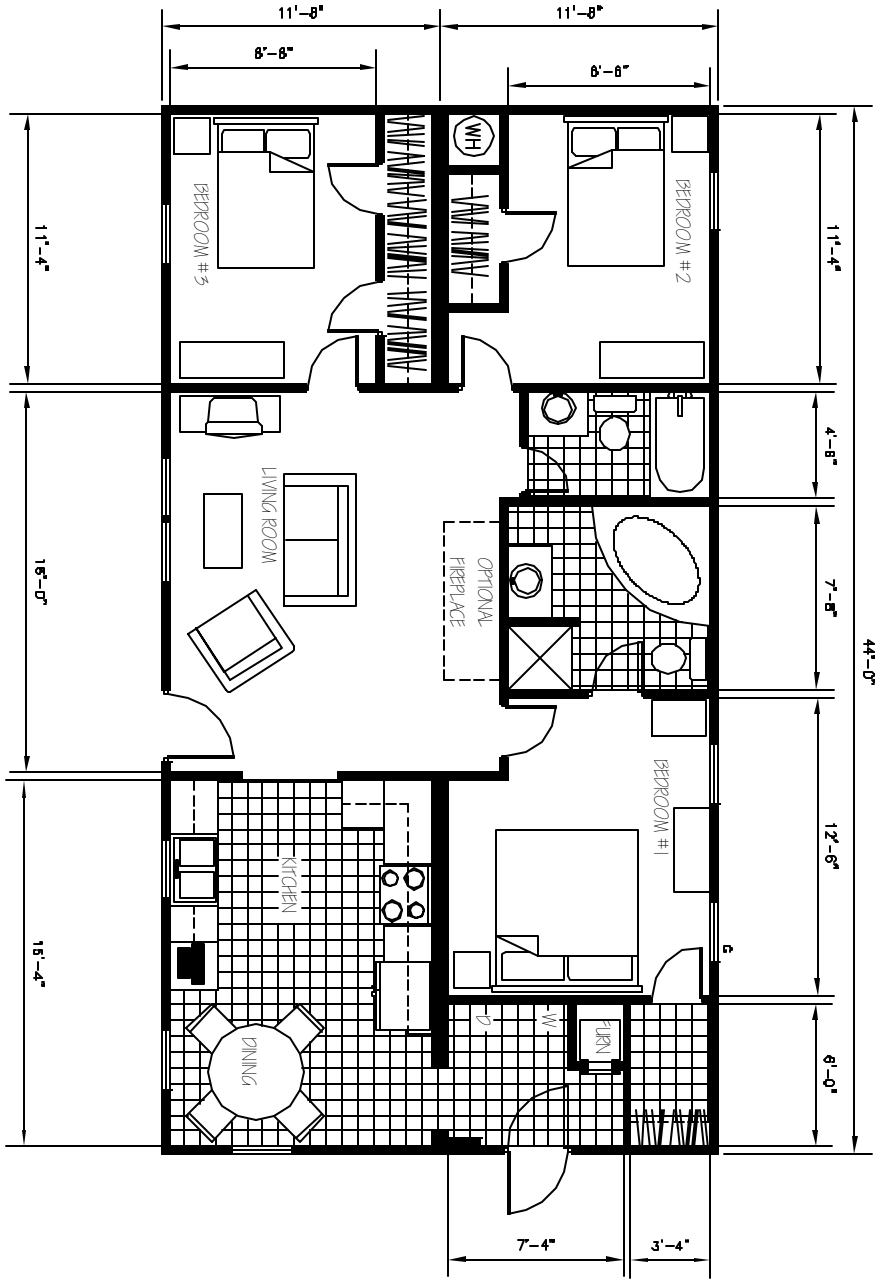 11'-8"
11'-8"
8'-8"
8'-6"
WH
BEDROOM #3
BEDROOM #2
11'-4"
11'-4"
4'-6"
LIVING ROOM
OPTIONAL
FIREPLACE
16'-0"
7'-8"
44'-0"
BEDROOM #1
KITCHEN
12'-6"
G
15'-4"
D
W
FURN
DINING
6'-0"
7'-4"
3'-4"